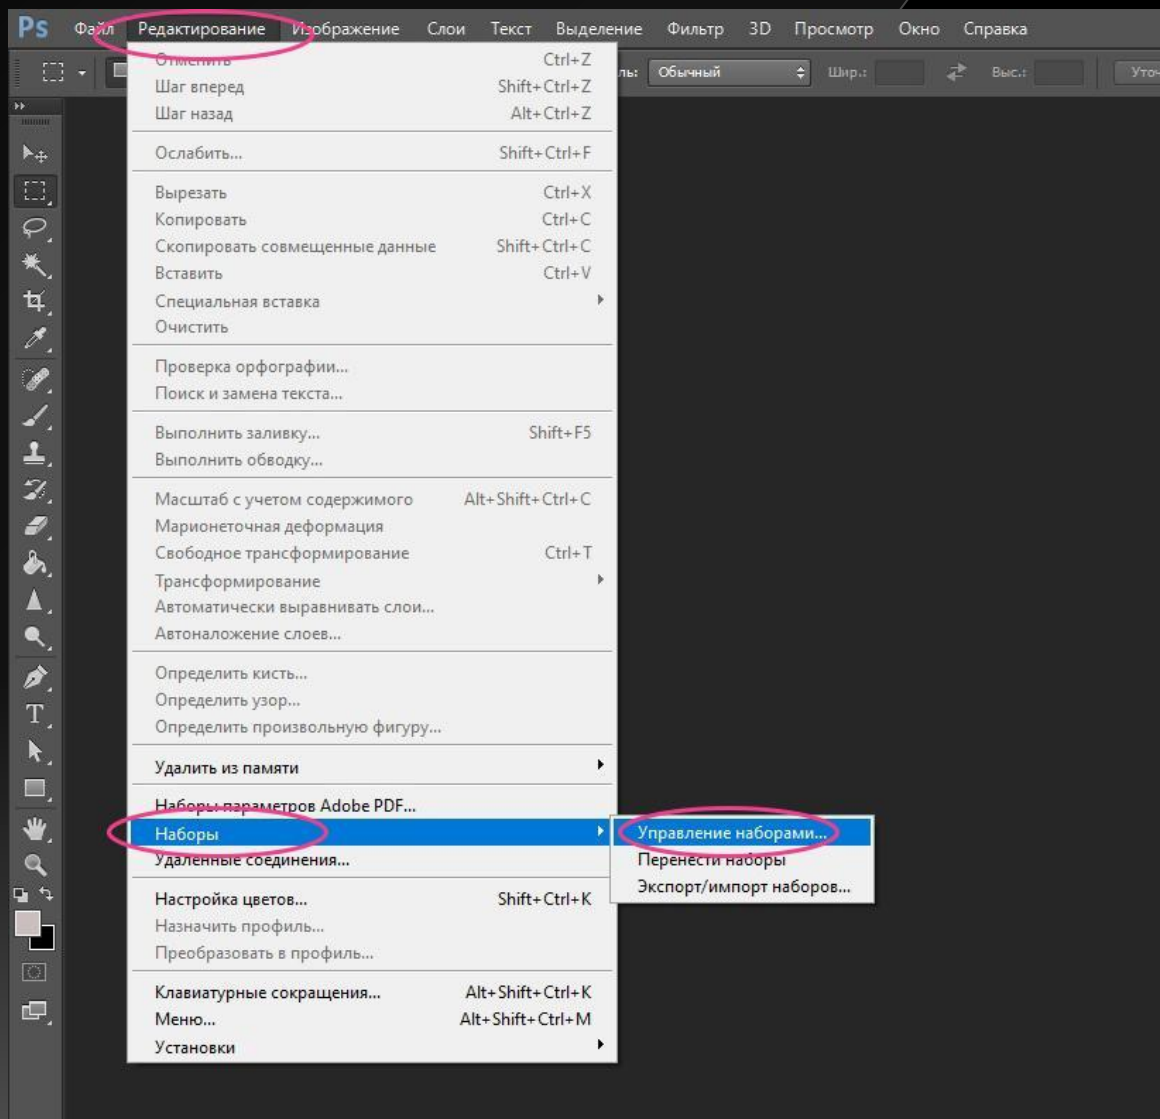 Ps Файл Редактирование Изображение Слои Текст Выделение Фильтр 3D Просмотр Окно Справка
Обычный Шир.: Выс.:
Отменить Ctrl+Z
Шаг вперед Shift+Ctrl+Z
Шаг назад Alt+Ctrl+Z
Ослабить... Shift+Ctrl+F
Вырезать Ctrl+X
Копировать Ctrl+C
Скопировать совмещенные данные Shift+Ctrl+C
Вставить Ctrl+V
Специальная вставка
Очистить
Проверка орфографии...
Поиск и замена текста...
Выполнить заливку... Shift+F5
Выполнить обводку...
Масштаб с учетом содержимого Alt+Shift+Ctrl+C
Марионеточная деформация
Свободное трансформирование Ctrl+T
Трансформирование
Автоматически выравнивать слои...
Автоналожение слоев...
Определить кисть...
Определить узор...
Определить произвольную фигуру...
Удалить из памяти
Наборы параметров Adobe PDF...
Наборы
Удаленные соединения...
Настройка цветов... Shift+Ctrl+K
Назначить профиль...
Преобразовать в профиль...
Клавиатурные сокращения... Alt+Shift+Ctrl+K
Меню... Alt+Shift+Ctrl+M
Установки
Управление наборами...
Перенести наборы
Экспорт/импорт наборов...